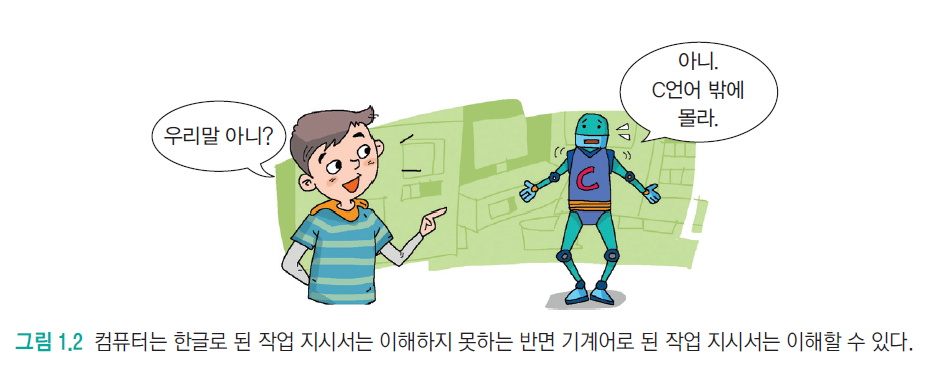 우리말 아니?
아니.
C언어 밖에
몰라.
C
그림 1.2 컴퓨터는 한글로 된 작업 지시서는 이해하지 못하는 반면 기계어로 된 작업 지시서는 이해할 수 있다.